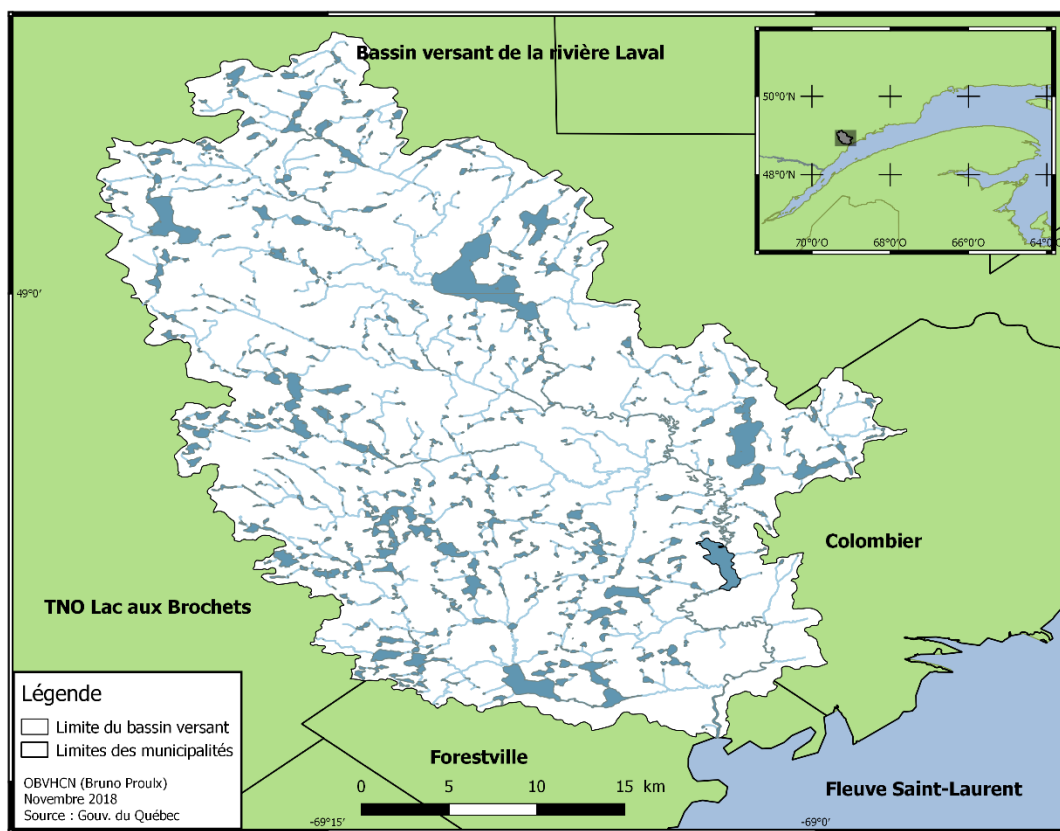 Bassin versant de la rivière Laval
50°0'N
48°0'N
70°0'O
68°0'O
66°0'O
64°0'O
49°0'
Colombier
TNO Lac aux Brochets
Légende
Limite du bassin versant
Limites des municipalités
OBVHCN (Bruno Proulx)
Novembre 2018
Source : Gouv. du Québec
Forestville
0 5 10 15 km
Fleuve Saint-Laurent
-69°15'
-69°0'